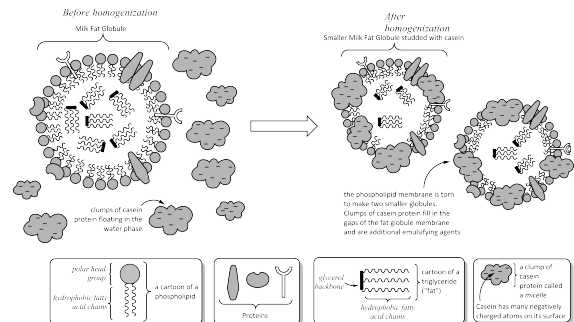 Before homogenization
Milk Fat Globule
After
homogenization
Smaller Milk Fat Globule studded with casein
clumps of casein
protein floating in the
water phase
the phospholipid membrane is torn
to make two smaller globules.
Clumps of casein protein fill in the
gaps of the fat globule membrane
and are additional emulsifying agents
polar head
group
hydrophobic fatty
acid chains
a cartoon of a
phospholipid
Proteins
glycerol
backbone
hydrophobic fatty
acid chains
cartoon of a
triglyceride
("fat")
a clump of
casein
protein called
a micelle
Casein has many negatively
charged atoms on its surface